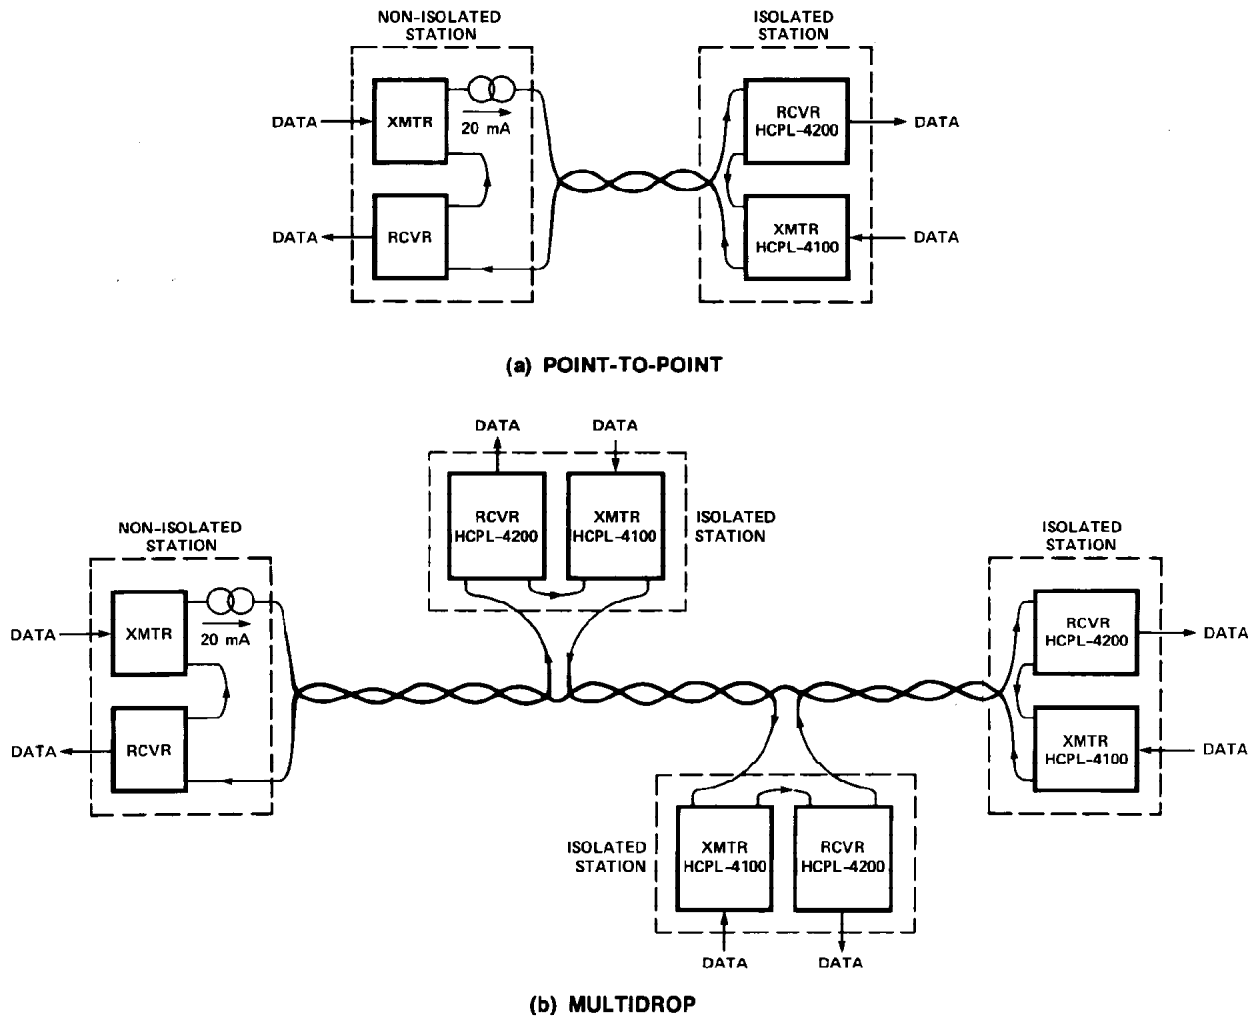 NON-ISOLATED
STATION
ISOLATED
STATION
DATA
XMTR
20 mA
RCVR
HCPL-4200
DATA
DATA
RCVR
XMTR
HCPL-4100
DATA
(a) POINT-TO-POINT
DATA
DATA
RCVR
HCPL-4200
XMTR
HCPL-4100
ISOLATED
STATION
NON-ISOLATED
STATION
ISOLATED
STATION
DATA
XMTR
20 mA
RCVR
HCPL-4200
DATA
DATA
RCVR
XMTR
HCPL-4100
DATA
ISOLATED
STATION
XMTR
HCPL-4100
RCVR
HCPL-4200
DATA
DATA
(b) MULTIDROP